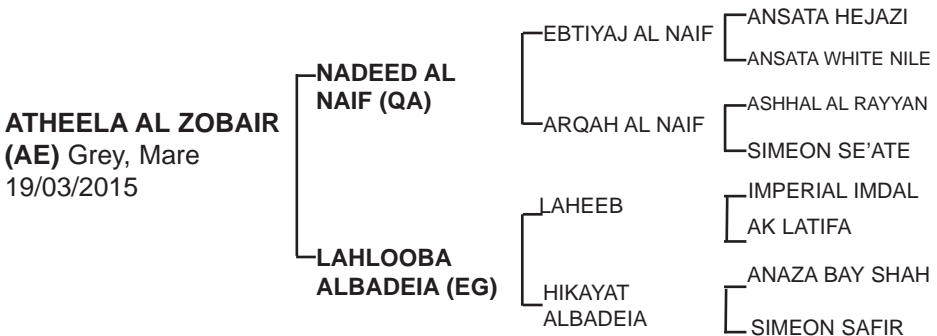 ATHEELA AL ZOBAIR
(AE) Grey, Mare
19/03/2015
NADEED AL
NAIF (QA)
LAHLOOBA
ALBADEIA (EG)
EBTIYAJ AL NAIF
ARQAH AL NAIF
LAHEEB
HIKAYAT
ALBADEIA
ANSATA HEJAZI
ANSATA WHITE NILE
ASHHAL AL RAYYAN
SIMEON SE'ATE
IMPERIAL IMDAL
AK LATIFA
ANAZA BAY SHAH
SIMEON SAFIR